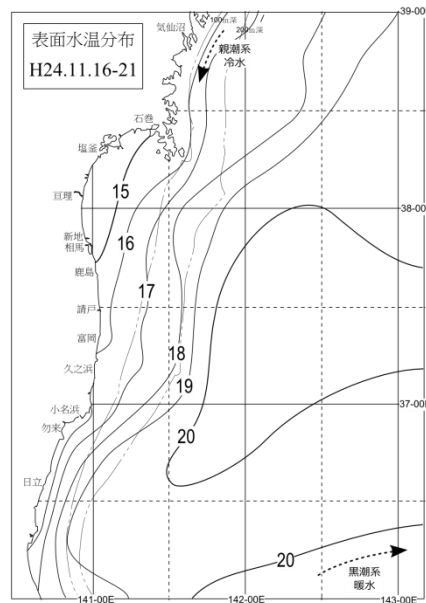 表面水温分布
H24.11.16-21
気仙沼
100m深
200m深
39-00N
親潮系
冷水
石巻
塩釜
亘理
15
38-00N
新地
相馬
16
鹿島
17
請戸
富岡
18
久之浜
19
小名浜
37-00N
勿来
20
日立
20
黒潮系
暖水
141-00E
142-00E
143-00E